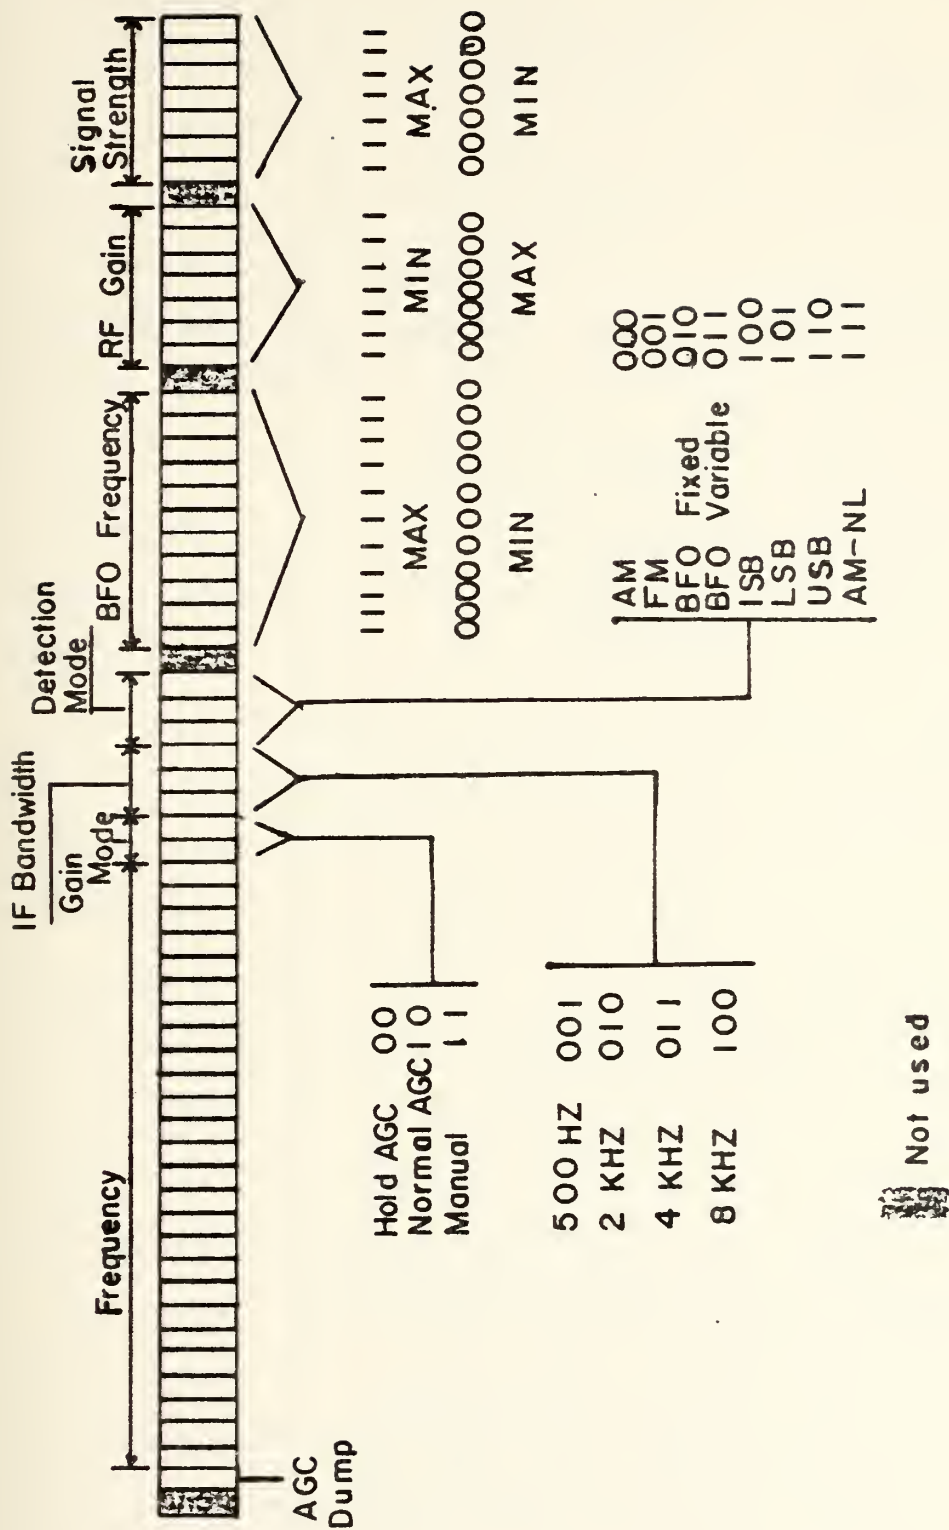 IF Bandwidth
Gain
Mode
Detection
Mode
Signal
Strength
Frequency
BFO Frequency
RF Gain
AGC
Dump
Hold AGC 00
Normal AGC 10
Manual 11
500 HZ 001
2 KHZ 010
4 KHZ 011
8 KHZ 100
11111111111
MAX
00000000000
MIN
1111111
MIN
0000000
MAX
1111111
MAX
0000000
MIN
AM 000
FM 001
BFO Fixed 010
BFO Variable 011
ISB 100
LSB 101
USB 110
AM-NL 111
Not used